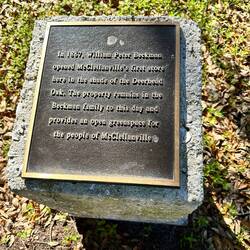 In 1867, William Peter Beckman
opened McClellanville's first store
here in the shade of the Deerhead
Oak. The property remains in the
Beckman family to this day and
provides an open greenspace for
the people of McClellanville